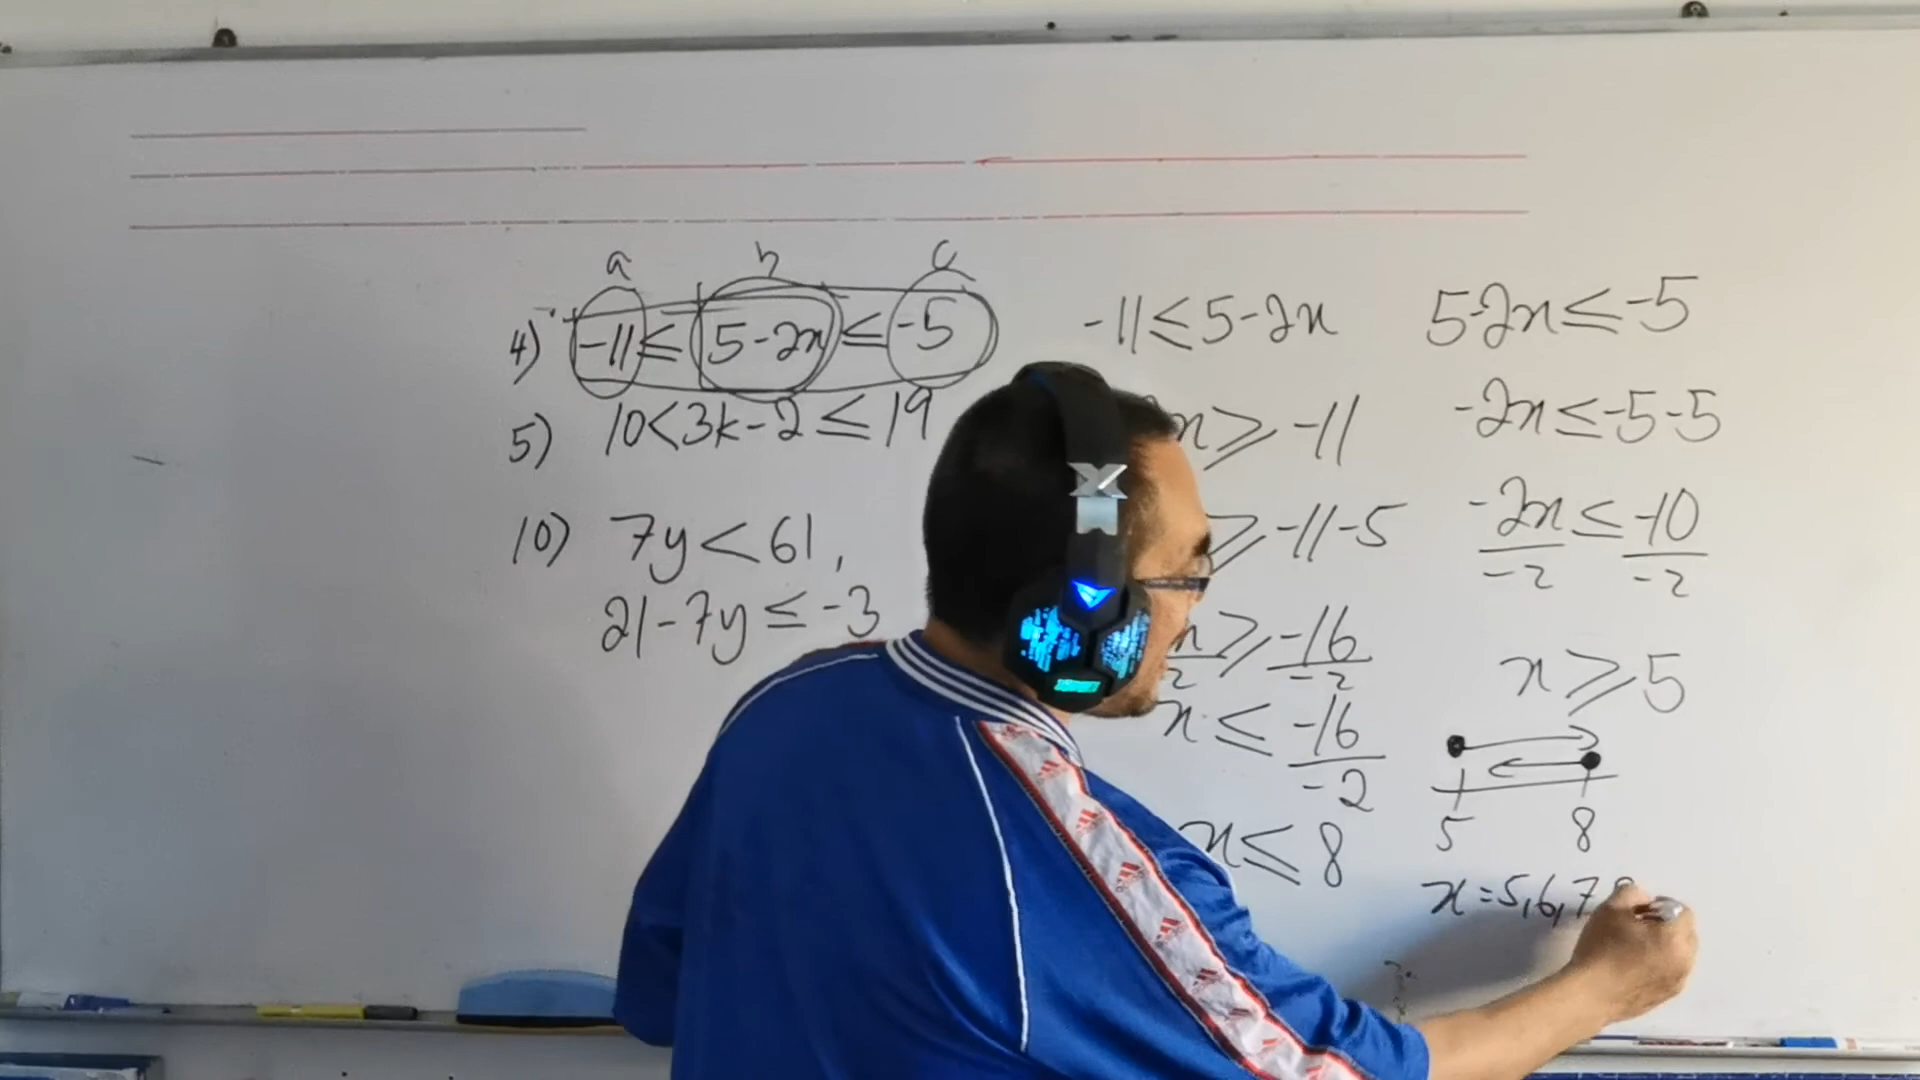 a b c
4) -11 ≤ 5-2x ≤ -5
5) 10<3k-2 ≤ 19
10) 7y < 61,
21-7y ≤ -3
-11 ≤ 5-2x
x ≥ -11
≥ -11-5
x ≥ -16
2 -2
x ≤ -16
-2
x ≤ 8
5-2x ≤ -5
-2x ≤ -5-5
-2x ≤ -10
-2 -2
x ≥ 5
5 8
x = 5,6,7